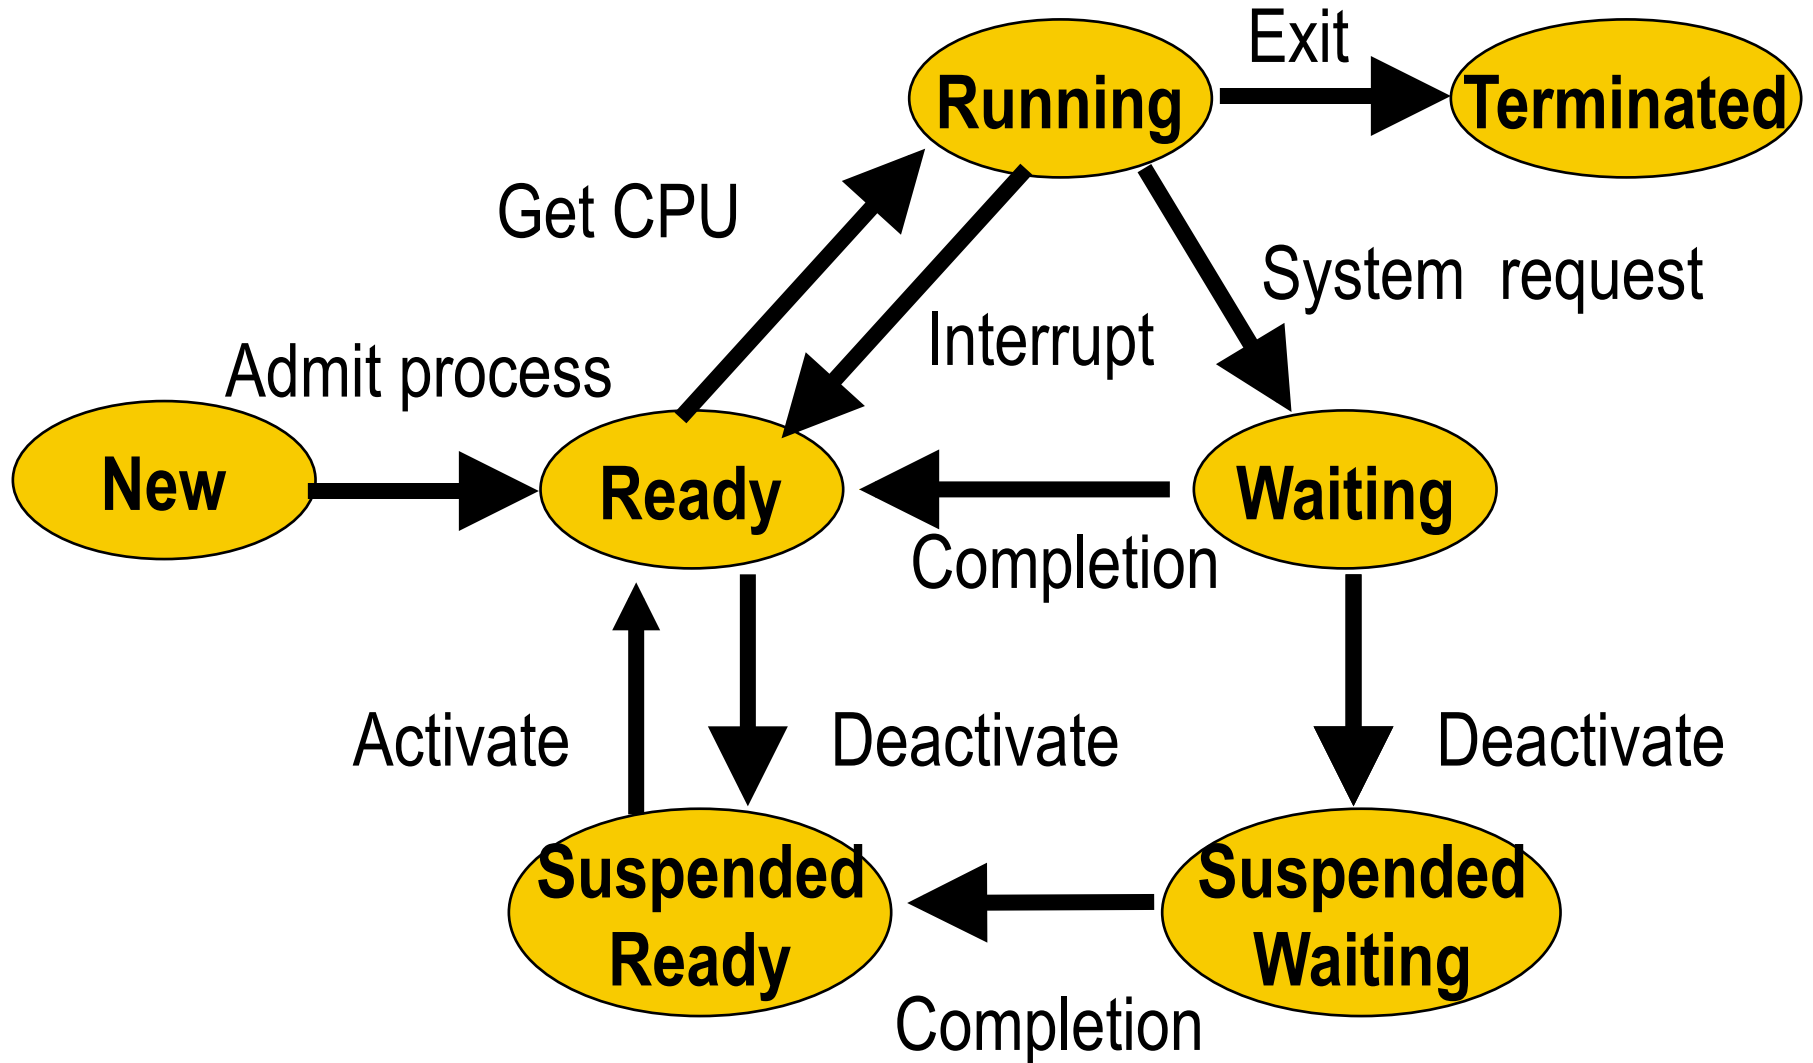 Exit
Running
Terminated
Get CPU
System request
Interrupt
Admit process
New
Ready
Waiting
Completion
Activate
Deactivate
Deactivate
Suspended
Ready
Suspended
Waiting
Completion